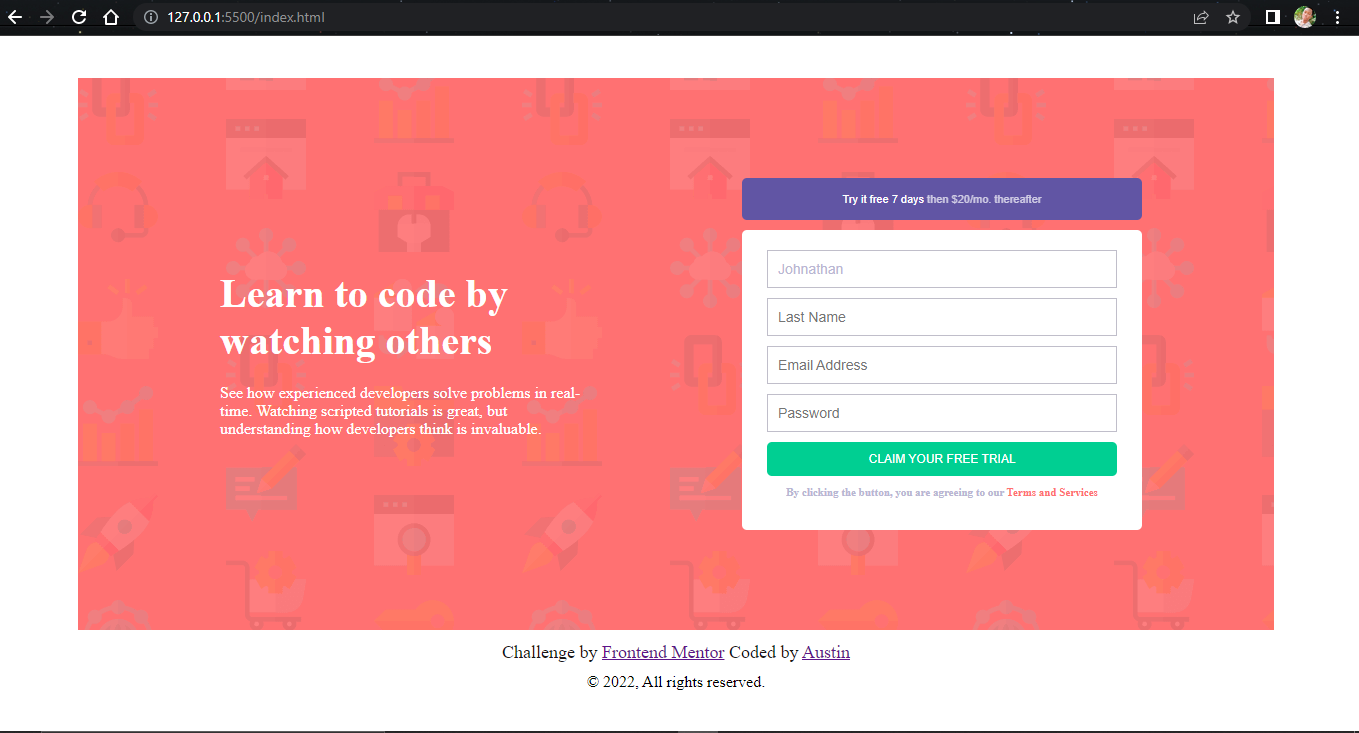 127.0.0.1:5500/index.html
Learn to code by
watching others
See how experienced developers solve problems in real-
time. Watching scripted tutorials is great, but
understanding how developers think is invaluable.
Try it free 7 days then $20/mo. thereafter
Johnathan
Last Name
Email Address
Password
CLAIM YOUR FREE TRIAL
By clicking the button, you are agreeing to our Terms and Services
Challenge by Frontend Mentor Coded by Austin
© 2022, All rights reserved.